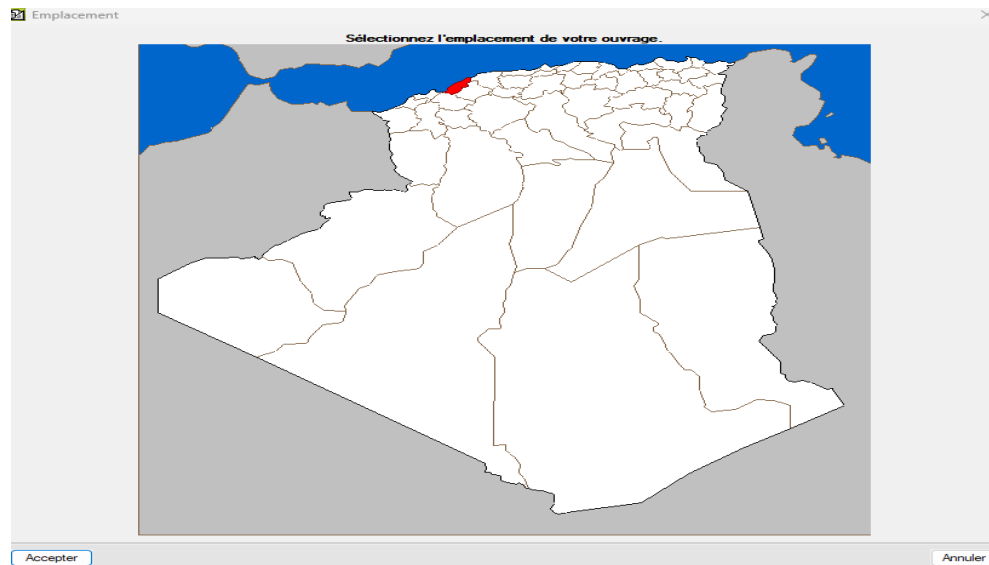 Emplacement
Sélectionnez l'emplacement de votre ouvrage.
Accepter
Annuler